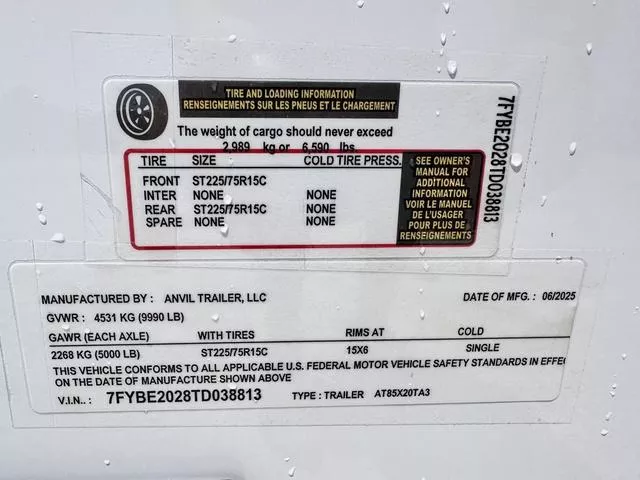 TIRE AND LOADING INFORMATION
RENSEIGNEMENTS SUR LES PNEUS ET LE CHARGEMENT
The weight of cargo should never exceed
2,989 kg or 6,590 lbs.
TIRE SIZE COLD TIRE PRESS.
FRONT ST225/75R15C
INTER NONE NONE
REAR ST225/75R15C NONE
SPARE NONE NONE
SEE OWNER'S
MANUAL FOR
ADDITIONAL
INFORMATION
VOIR LE MANUEL
DE L'USAGER
POUR PLUS DE
RENSEIGNEMENTS
7FYBE2028TD038813
MANUFACTURED BY: ANVIL TRAILER, LLC DATE OF MFG. : 06/2025
GVWR : 4531 KG (9990 LB)
GAWR (EACH AXLE) WITH TIRES RIMS AT COLD
2268 KG (5000 LB) ST225/75R15C 15X6 SINGLE
THIS VEHICLE CONFORMS TO ALL APPLICABLE U.S. FEDERAL MOTOR VEHICLE SAFETY STANDARDS IN EFFE
ON THE DATE OF MANUFACTURE SHOWN ABOVE
V.I.N.. : 7FYBE2028TD038813 TYPE : TRAILER AT85X20TA3